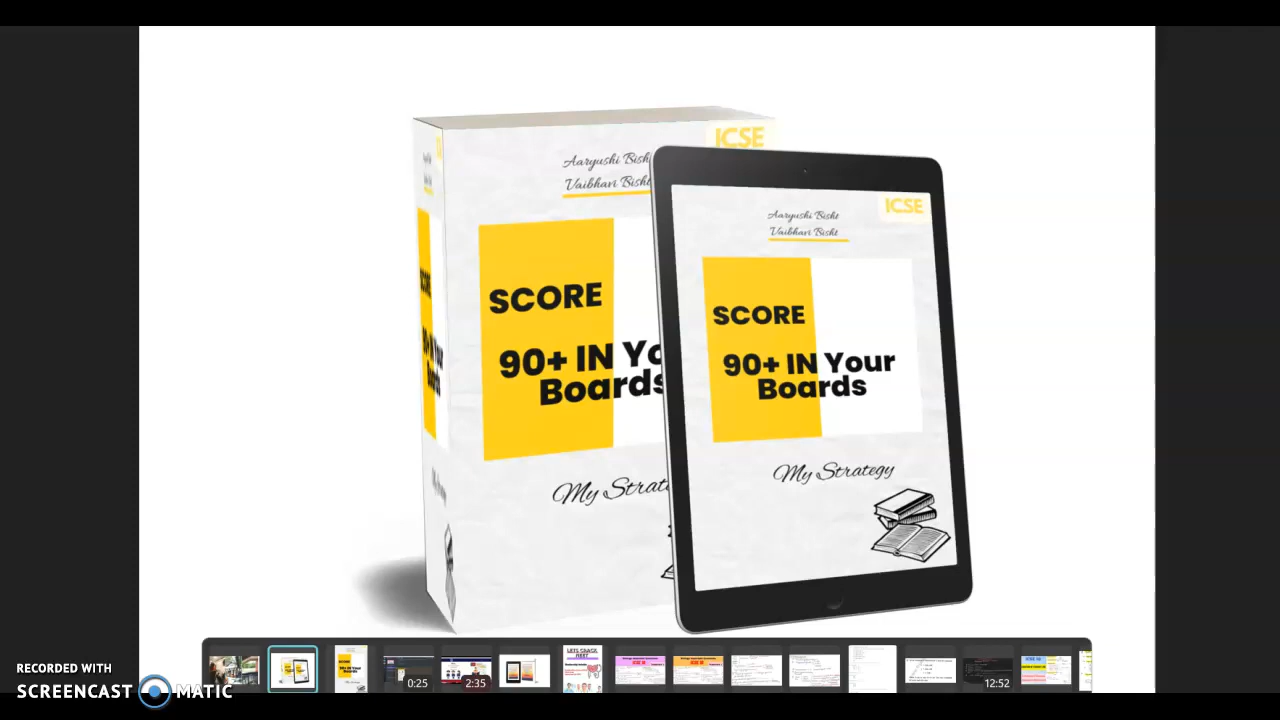 ICSE
Aaryushi Bisht
Vaibhavi Bisht
SCORE
90+ IN Yo
Boards
My Strate
ICSE
Aaryushi Bisht
Vaibhavi Bisht
SCORE
90+ IN Your
Boards
My Strategy
0:25
2:35
12:52
RECORDED WITH
SCREENCAST MATIC